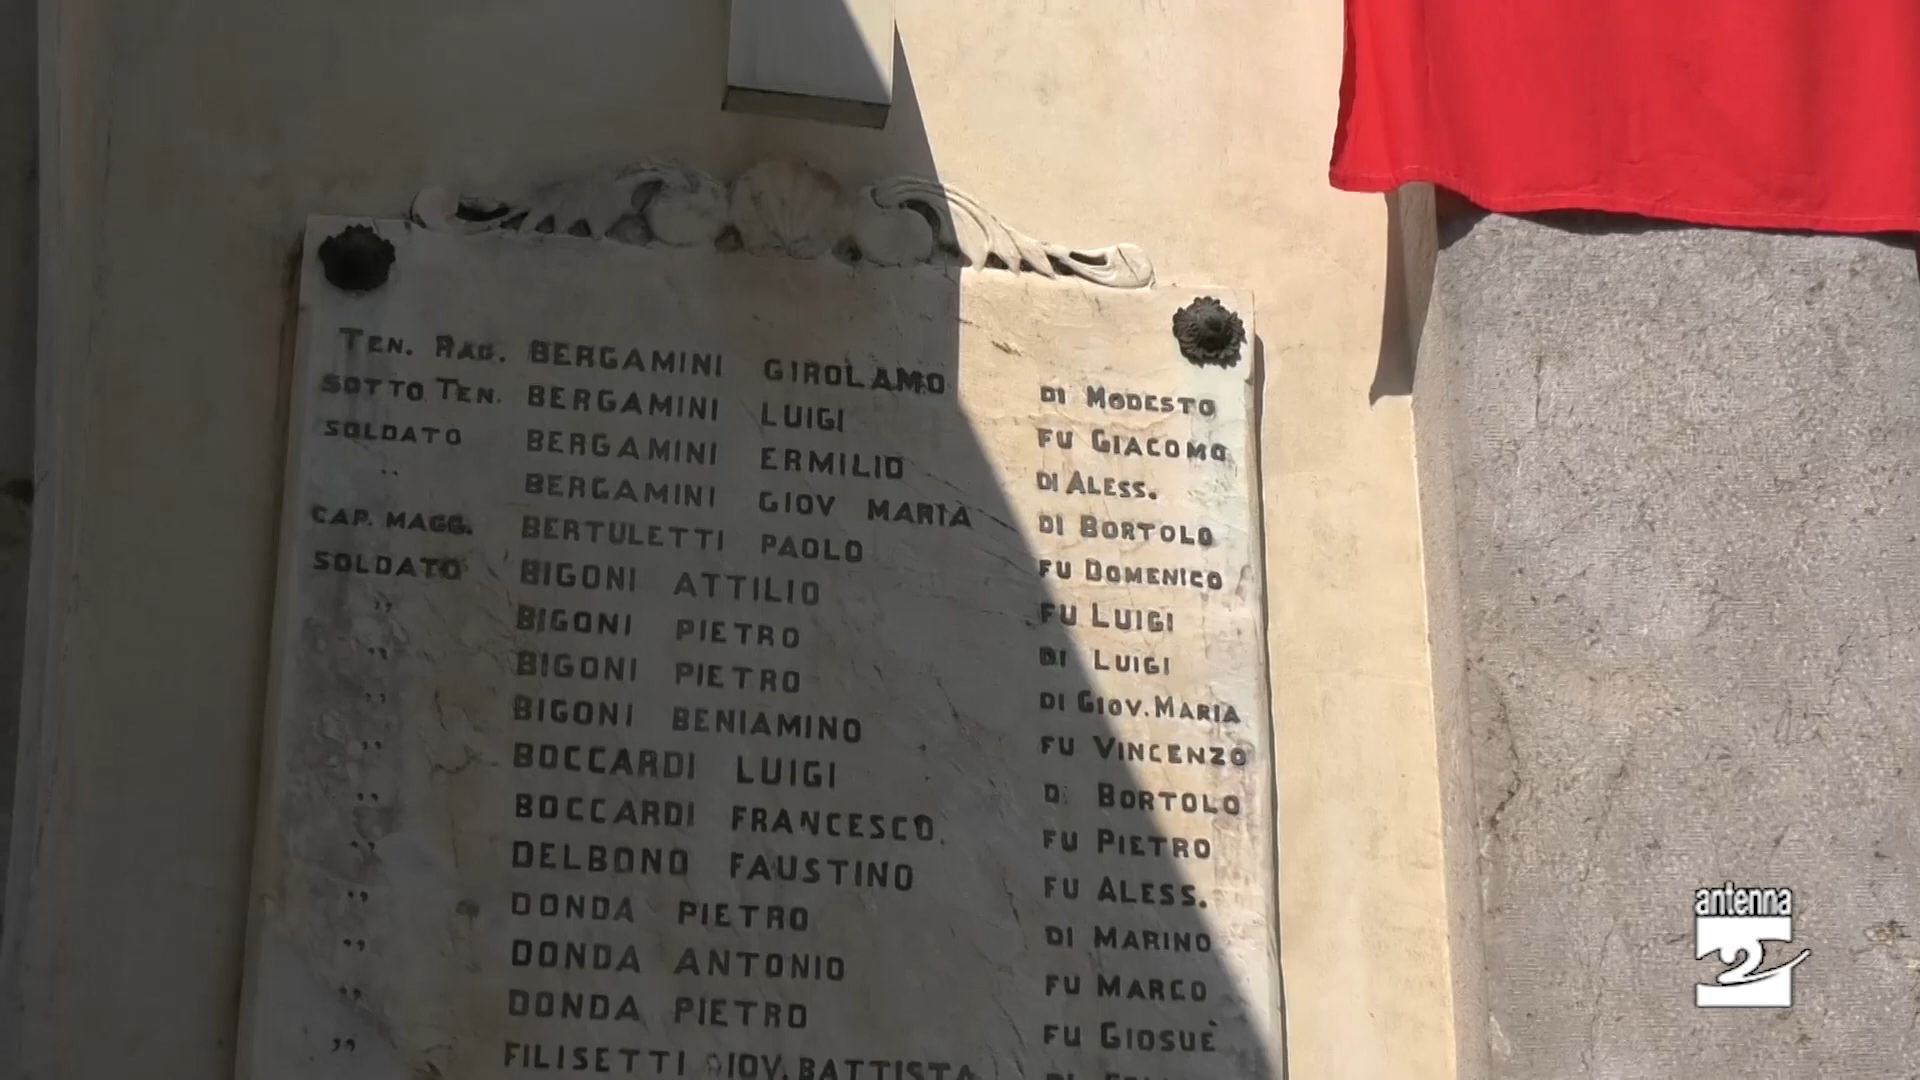 TEN. RAG. BERGAMINI GIROLAMO DI MODESTO
SOTTO TEN. BERGAMINI LUIGI FU GIACOMO
SOLDATO BERGAMINI ERMILIO DI ALESS.
,, BERGAMINI GIOV MARIA DI BORTOLO
CAP. MAGG. BERTULETTI PAOLO FU DOMENICO
SOLDATO BIGONI ATTILIO FU LUIGI
,, BIGONI PIETRO DI LUIGI
,, BIGONI PIETRO DI GIOV. MARIA
,, BIGONI BENIAMINO FU VINCENZO
,, BOCCARDI LUIGI DI BORTOLO
,, BOCCARDI FRANCESCO. FU PIETRO
,, DELBONO FAUSTINO FU ALESS.
,, DONDA PIETRO DI MARINO
,, DONDA ANTONIO FU MARCO
,, DONDA PIETRO FU GIOSUÈ
,, FILISETTI GIOV. BATTISTA DI
antenna
2